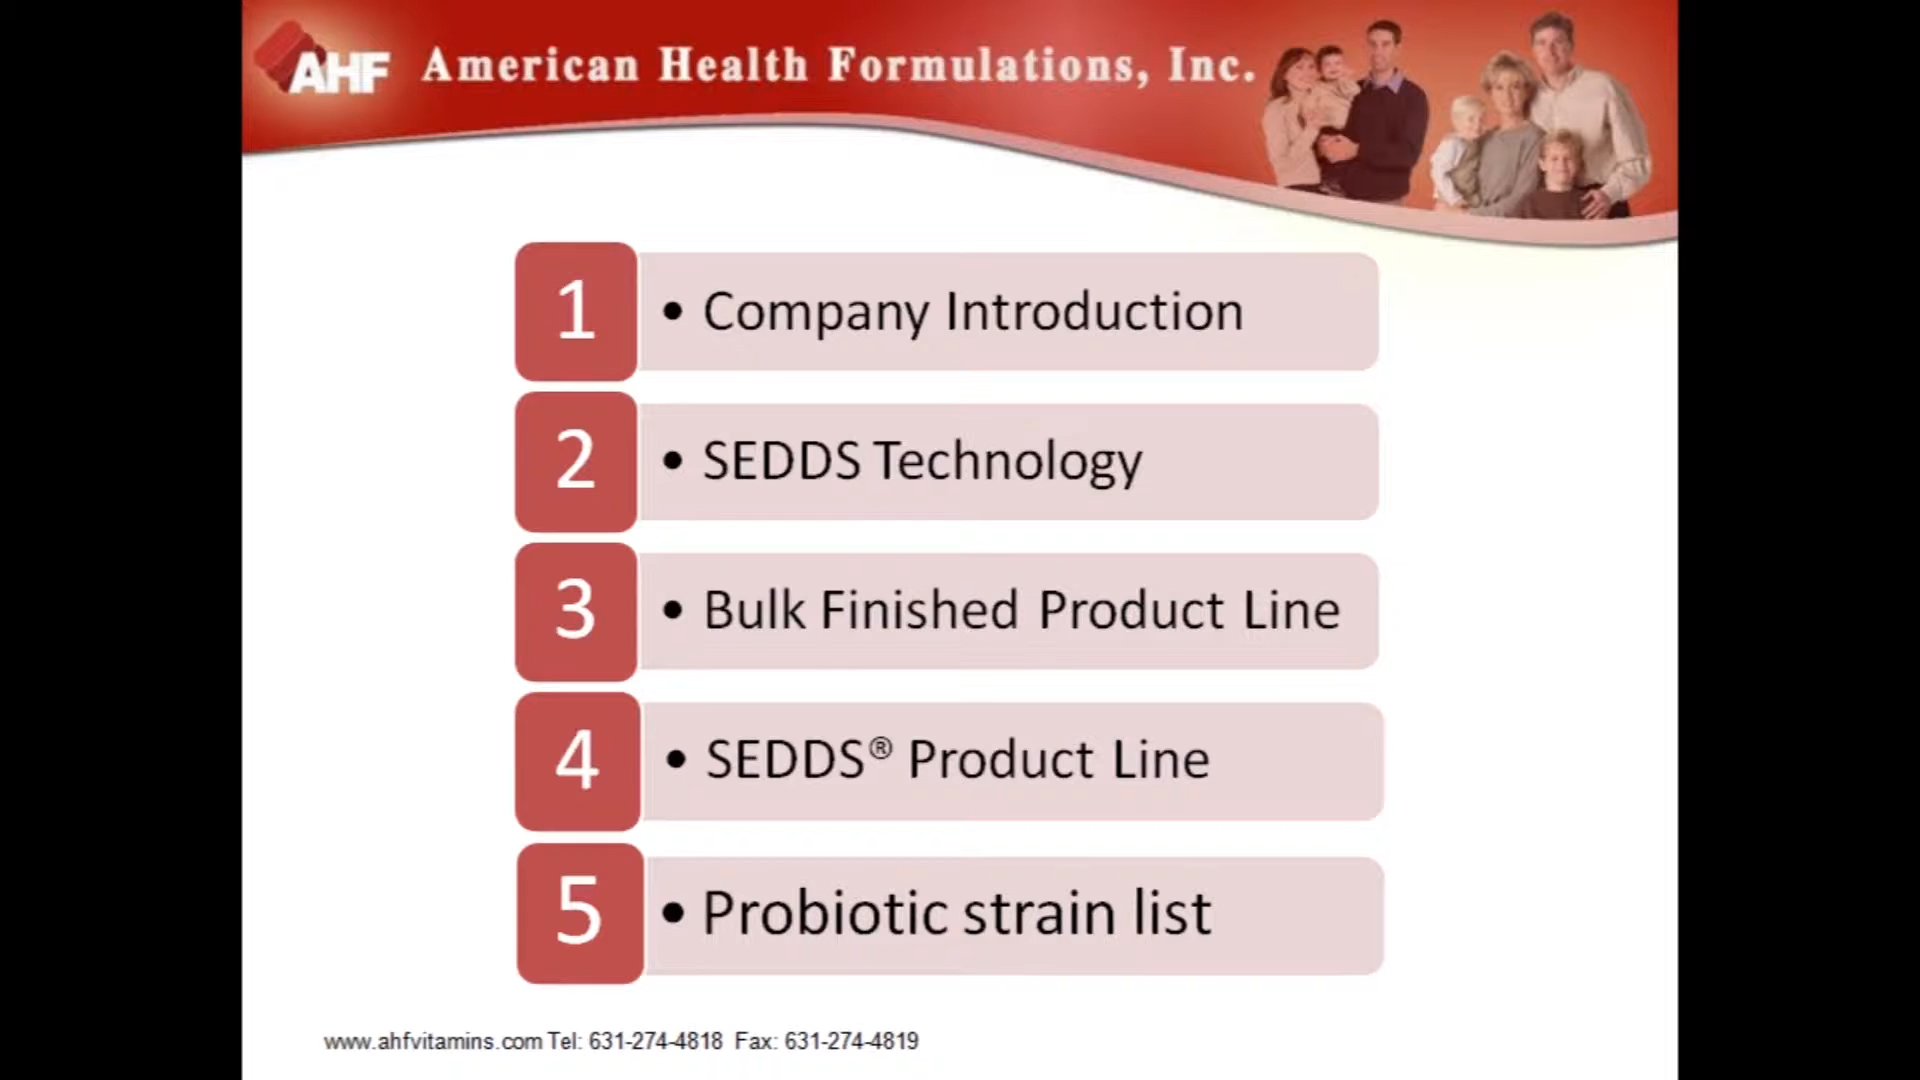 AHF American Health Formulations, Inc.
1 • Company Introduction
2 • SEDDS Technology
3 • Bulk Finished Product Line
4 • SEDDS® Product Line
5 • Probiotic strain list
www.ahfvitamins.com Tel: 631-274-4818 Fax: 631-274-4819